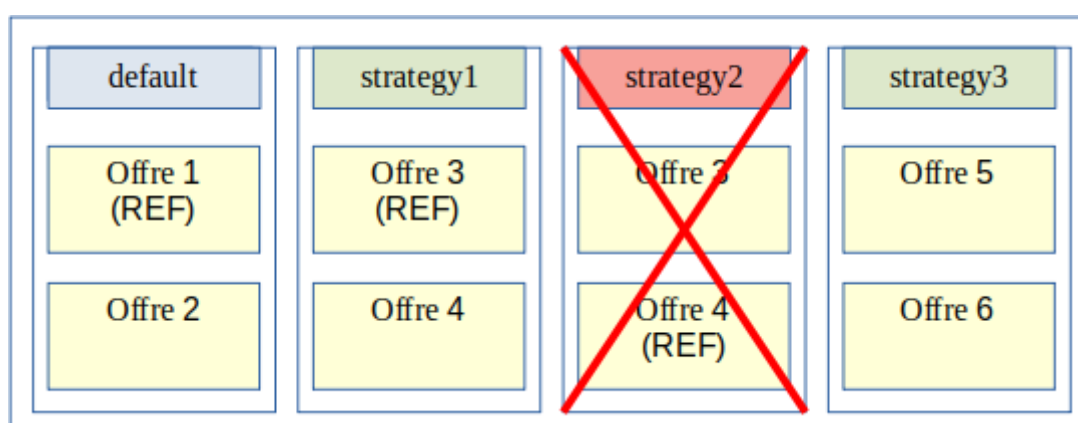 default
Offre 1
(REF)
Offre 2
strategy1
Offre 3
(REF)
Offre 4
strategy2
Offre 3
Offre 4
(REF)
strategy3
Offre 5
Offre 6